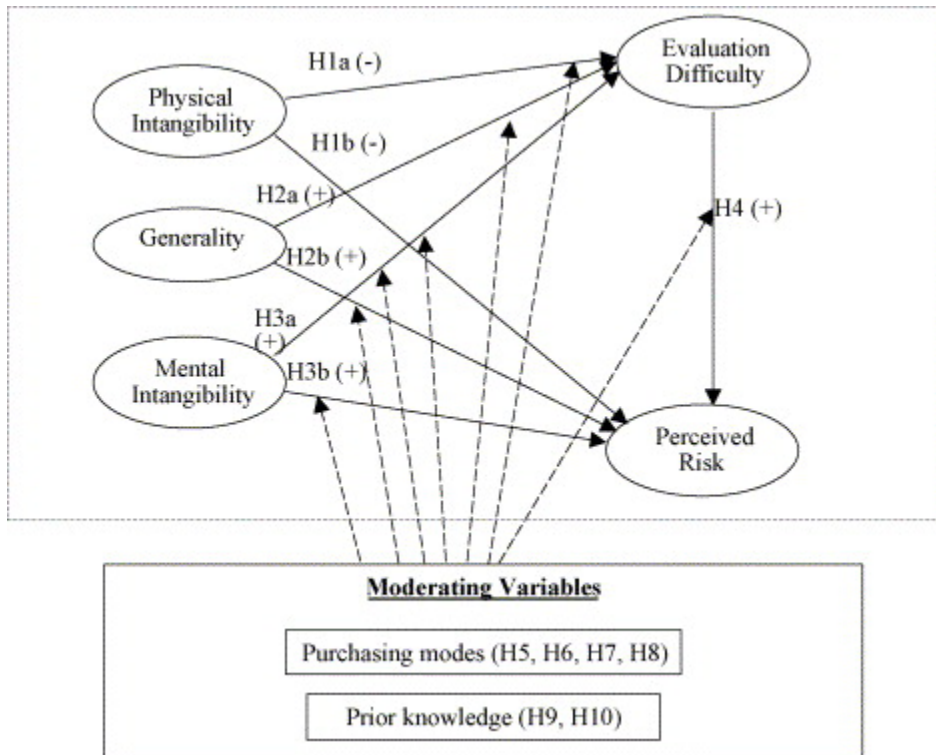 H1a (-)
Evaluation
Difficulty
Physical
Intangibility
H1b (-)
H2a (+)
H4 (+)
Generality
H2b (+)
H3a
(+)
H3b (+)
Mental
Intangibility
Perceived
Risk
Moderating Variables
Purchasing modes (H5, H6, H7, H8)
Prior knowledge (H9, H10)